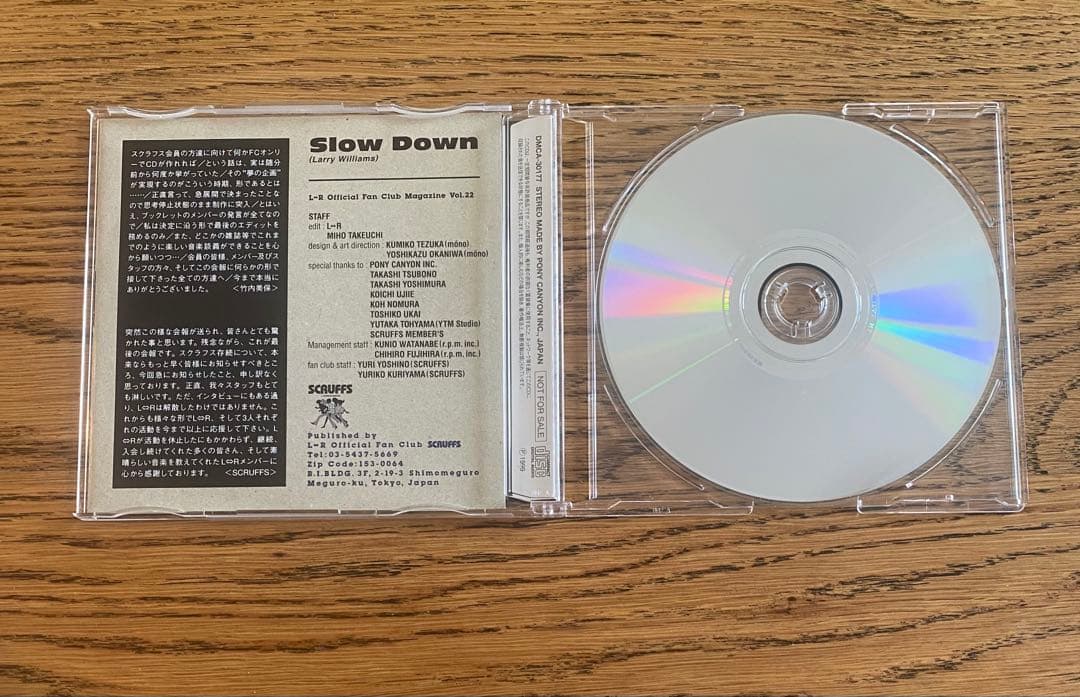 スクラフス会員の方達に向けて何かFCオンリ
ーでCDが作れれば／という話は、実は随分
前から何度か挙がっていた／その"夢の企画"
が実現するのがこういう時期、形であるとは
……／正直言って、急展開で決まったことな
ので思考停止状態のまま制作に突入／とはい
え、ブックレットのメンバーの発言が全てなの
で／私は決定に沿う形で最後のエディットを
務めるのみ／また、どこかの雑誌等でこれま
でのように楽しい音楽談義ができることを心
から願いつつ…／会員の皆様、メンバー及びス
タッフの方々、そしてこの会報に何らかの形で
接して下さった全ての方達へ／今まで本当に
ありがとうございました。 <竹内美保>
突然この様な会報が送られ、皆さんとても驚
かれた事と思います。残念ながら、これが最
後の会報です。スクラフス存続について、本
来ならもっと早く皆様にお知らせすべきとこ
ろ、今回急にお知らせしたこと、申し訳なく
思っております。正直、我々スタッフもとて
も淋しいです。ただ、インタビューにもある通
り、L⇔Rは解散したわけではありません。こ
れからも様々な形でL⇔R、そして3人それぞ
れの活動を今まで以上に応援して下さい。L
⇔Rが活動を休止したにもかかわらず、継続、
入会し続けてくれた多くの皆さん、そして素
晴らしい音楽を教えてくれたL⇔Rメンバーに
心から感謝しております。 <SCRUFFS>
Slow Down
(Larry Williams)
L⇔R Official Fan Club Magazine Vol.22
STAFF
edit : L⇔R
MIHO TAKEUCHI
design & art direction : KUMIKO TEZUKA(möno)
YOSHIKAZU OKANIWA(möno)
special thanks to : PONY CANYON INC.
TAKASHI TSUBONO
TAKASHI YOSHIMURA
KOICHI UJIIE
KOH NOMURA
TOSHIKO UKAI
YUTAKA TOHYAMA(YTM Studio)
SCRUFFS MEMBER'S
Management staff : KUNIO WATANABE(r.p.m. inc.)
CHIHIRO FUJIHIRA(r.p.m. inc.)
fan club staff : YURI YOSHINO(SCRUFFS)
YURIKO KURIYAMA(SCRUFFS)
SCRUFFS
Published by
L⇔R Official Fan Club SCRUFFS
Tel:03-5437-5669
Zip Code:153-0064
B.I.BLDG. 3F, 2-19-3 Shimomeguro
Meguro-ku, Tokyo, Japan
DMCA-30177 STEREO MADE BY PONY CANYON INC., JAPAN NOT FOR SALE
COMPACT disc DIGITAL AUDIO